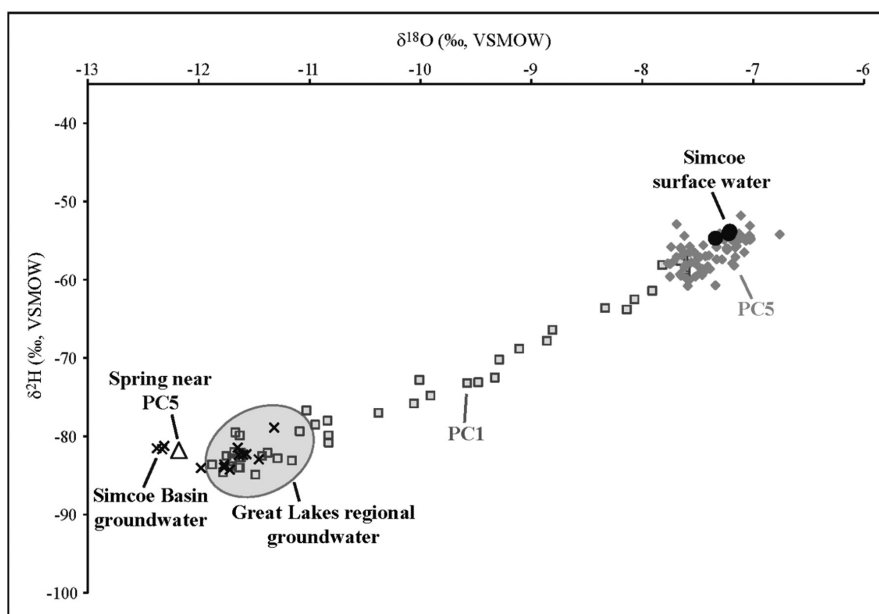 δ18O (‰, VSMOW)
-13 -12 -11 -10 -9 -8 -7 -6
-40
-50
-60
-70
-80
-90
-100
δ2H (‰, VSMOW)
Simcoe
surface water
PC5
PC1
Spring near
PC5
Simcoe Basin
groundwater
Great Lakes regional
groundwater